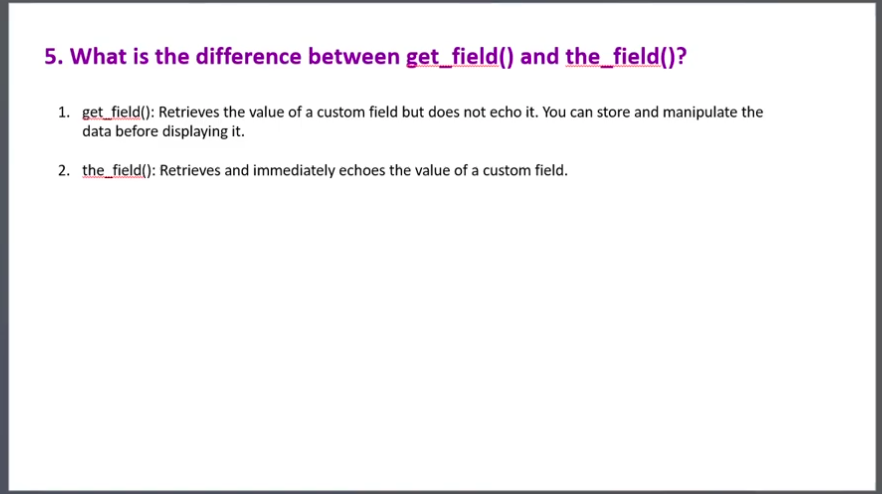 5. What is the difference between get_field() and the_field()?
1. get_field(): Retrieves the value of a custom field but does not echo it. You can store and manipulate the
data before displaying it.
2. the_field(): Retrieves and immediately echoes the value of a custom field.